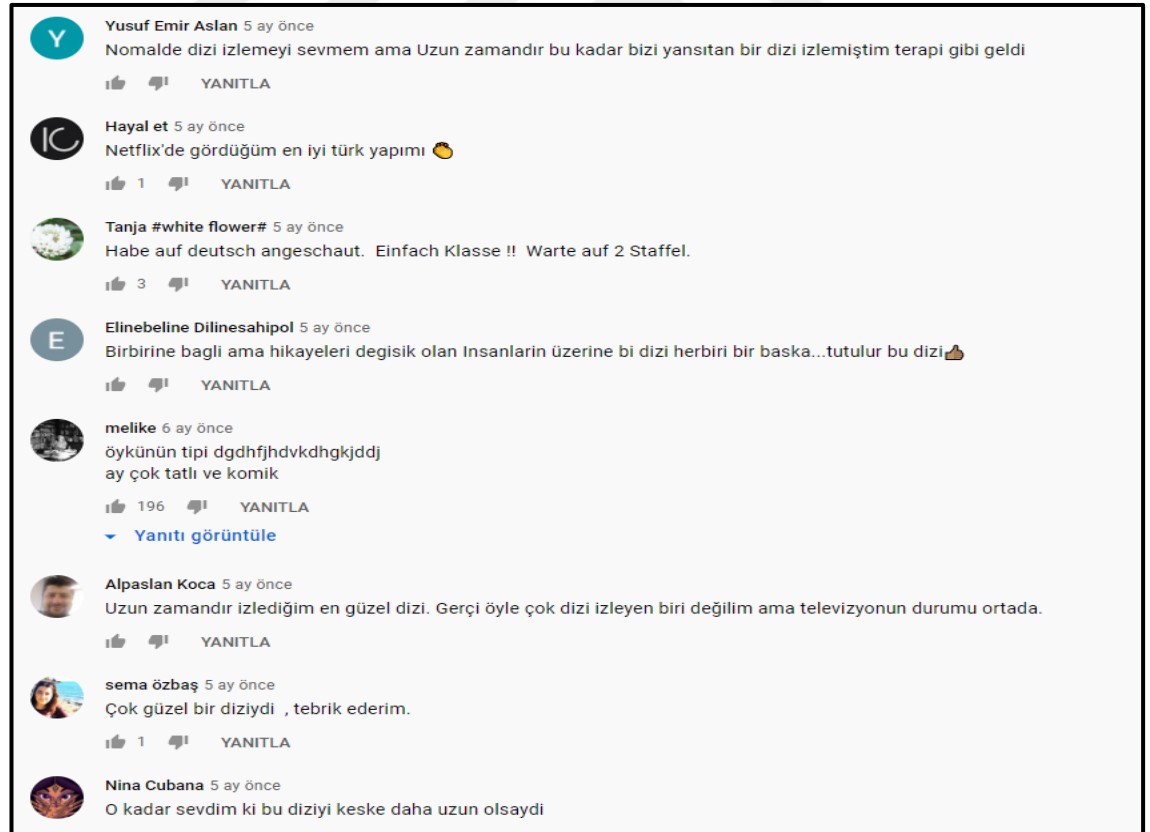 Yusuf Emir Aslan 5 ay önce
Nomalde dizi izlemeyi sevmem ama Uzun zamandır bu kadar bizi yansıtan bir dizi izlemiştim terapi gibi geldi
YANITLA
Hayal et 5 ay önce
Netflix'de gördüğüm en iyi türk yapımı 👏
1 YANITLA
Tanja #white flower# 5 ay önce
Habe auf deutsch angeschaut.  Einfach Klasse !!  Warte auf 2 Staffel.
3 YANITLA
Elinebeline Dilinesahipol 5 ay önce
Birbirine bagli ama hikayeleri degisik olan Insanlarin üzerine bi dizi herbiri bir baska...tutulur bu dizi👍🏽
YANITLA
melike 6 ay önce
öykünün tipi dgdhfjhdvkdhgkjddj
ay çok tatlı ve komik
196 YANITLA
Yanıtı görüntüle
Alpaslan Koca 5 ay önce
Uzun zamandır izlediğim en güzel dizi. Gerçi öyle çok dizi izleyen biri değilim ama televizyonun durumu ortada.
YANITLA
sema özbaş 5 ay önce
Çok güzel bir diziydi  , tebrik ederim.
1 YANITLA
Nina Cubana 5 ay önce
O kadar sevdim ki bu diziyi keske daha uzun olsaydi
Y
IC
E